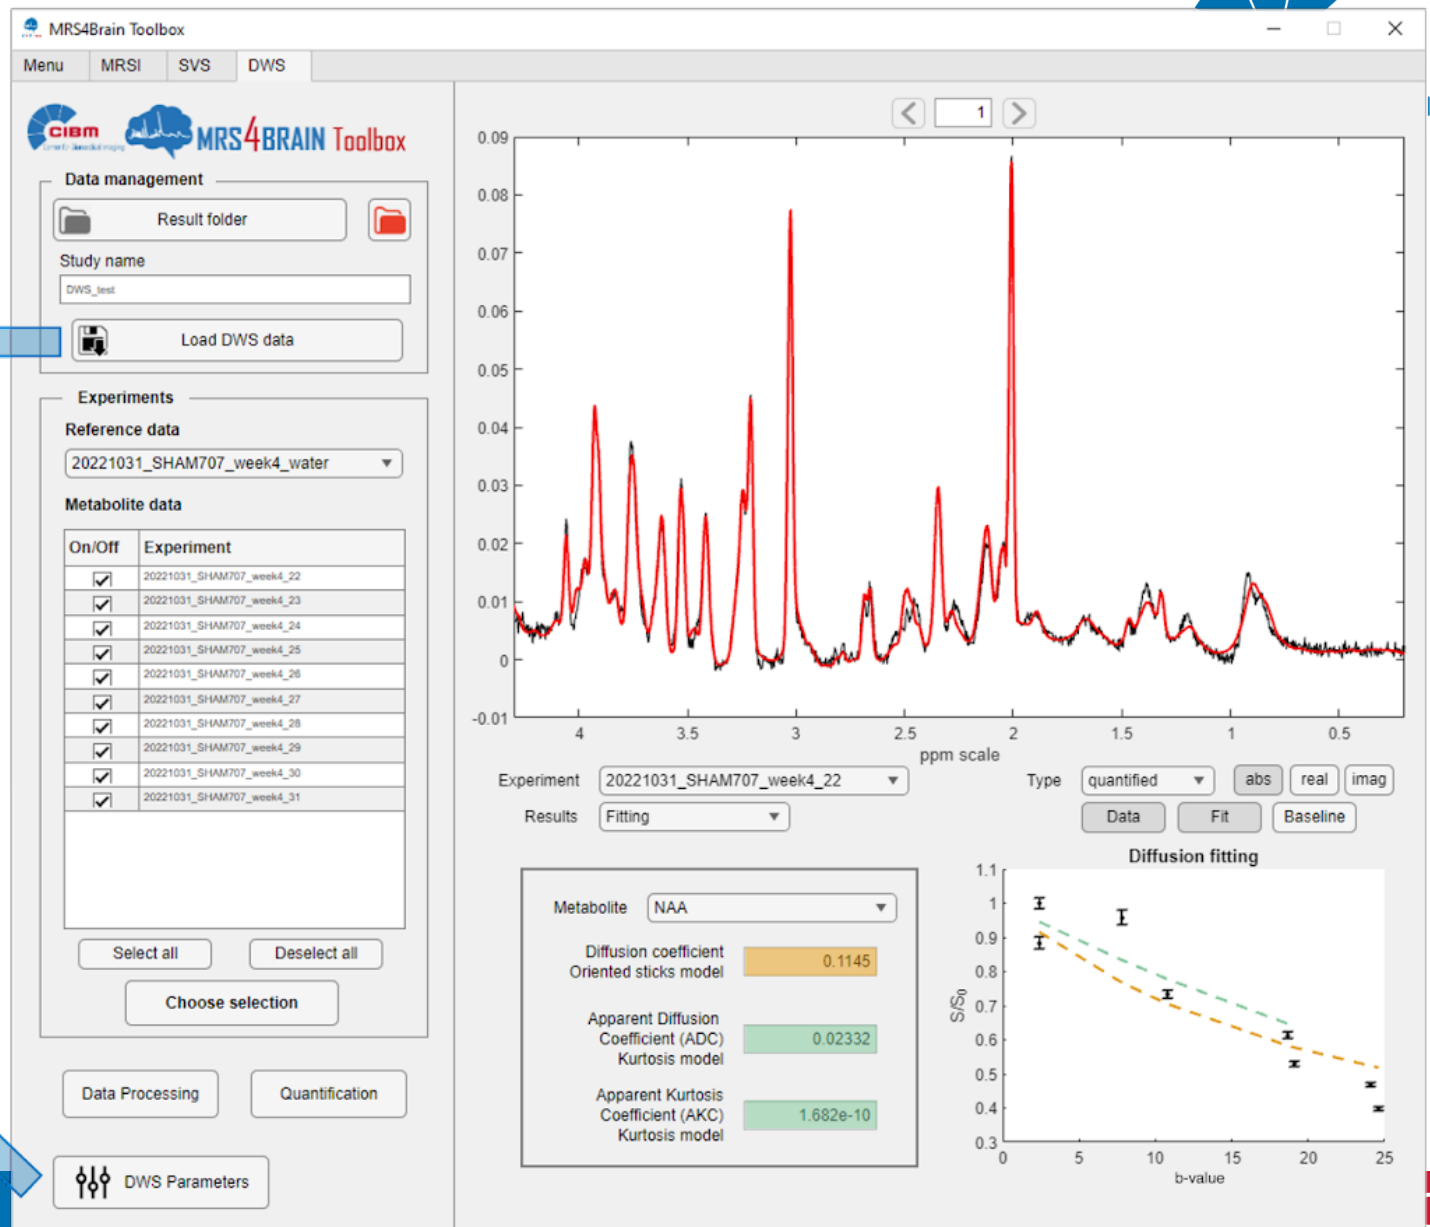 MRS4Brain Toolbox
Menu MRSI SVS DWS
CIBM
MRS4BRAIN Toolbox
Data management
Result folder
Study name
DWS_test
Load DWS data
Experiments
Reference data
20221031_SHAM707_week4_water
Metabolite data
On/Off Experiment
20221031_SHAM707_week4_22
20221031_SHAM707_week4_23
20221031_SHAM707_week4_24
20221031_SHAM707_week4_25
20221031_SHAM707_week4_26
20221031_SHAM707_week4_27
20221031_SHAM707_week4_28
20221031_SHAM707_week4_29
20221031_SHAM707_week4_30
20221031_SHAM707_week4_31
Select all Deselect all
Choose selection
Data Processing Quantification
DWS Parameters
1
0.09
0.08
0.07
0.06
0.05
0.04
0.03
0.02
0.01
0
-0.01
4 3.5 3 2.5 2 1.5 1 0.5
ppm scale
Experiment 20221031_SHAM707_week4_22 Type quantified abs real imag
Results Fitting Data Fit Baseline
Metabolite NAA
Diffusion coefficient
Oriented sticks model
0.1145
Apparent Diffusion
Coefficient (ADC)
Kurtosis model
0.02332
Apparent Kurtosis
Coefficient (AKC)
Kurtosis model
1.682e-10
Diffusion fitting
1.1
1
0.9
0.8
0.7
0.6
0.5
0.4
0.3
S/S0
0 5 10 15 20 25
b-value